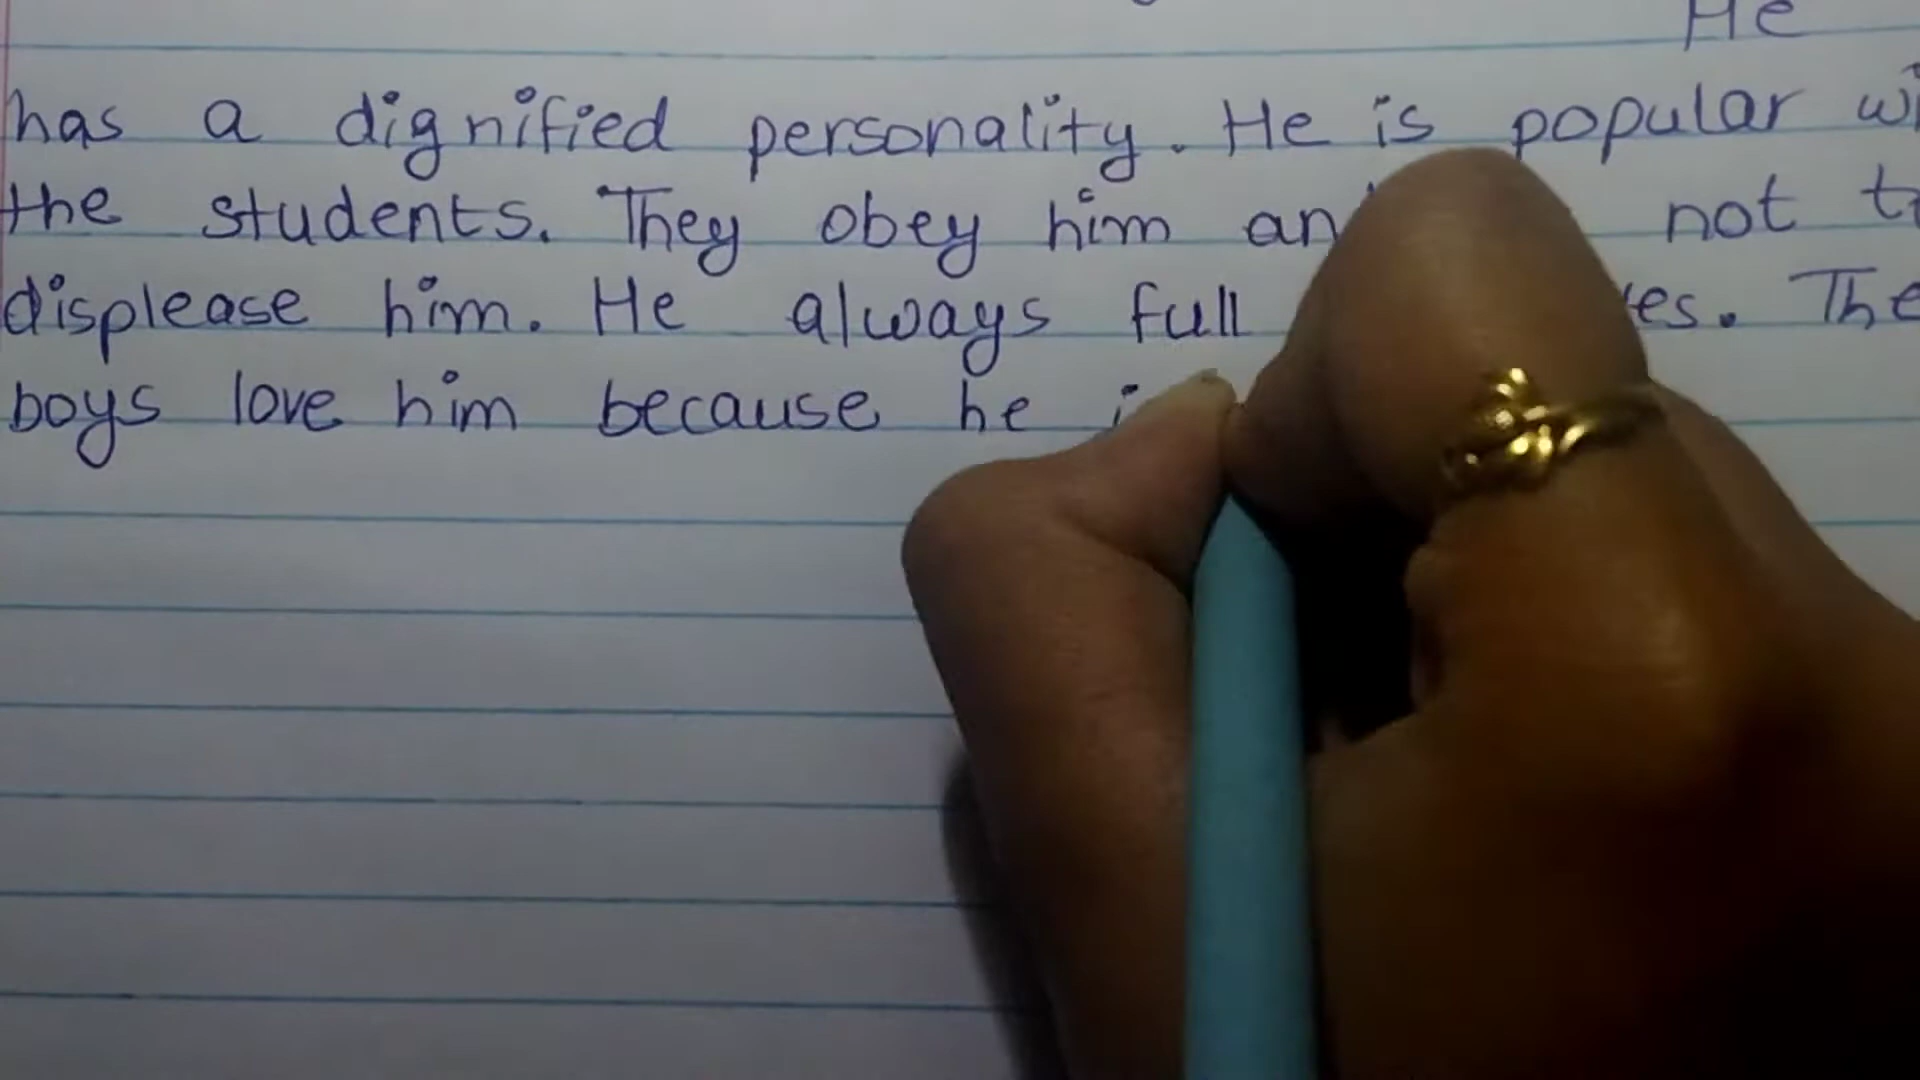 He
has a dignified personality. He is popular
the students. They obey him not
displease him. He always full
boys love him because he